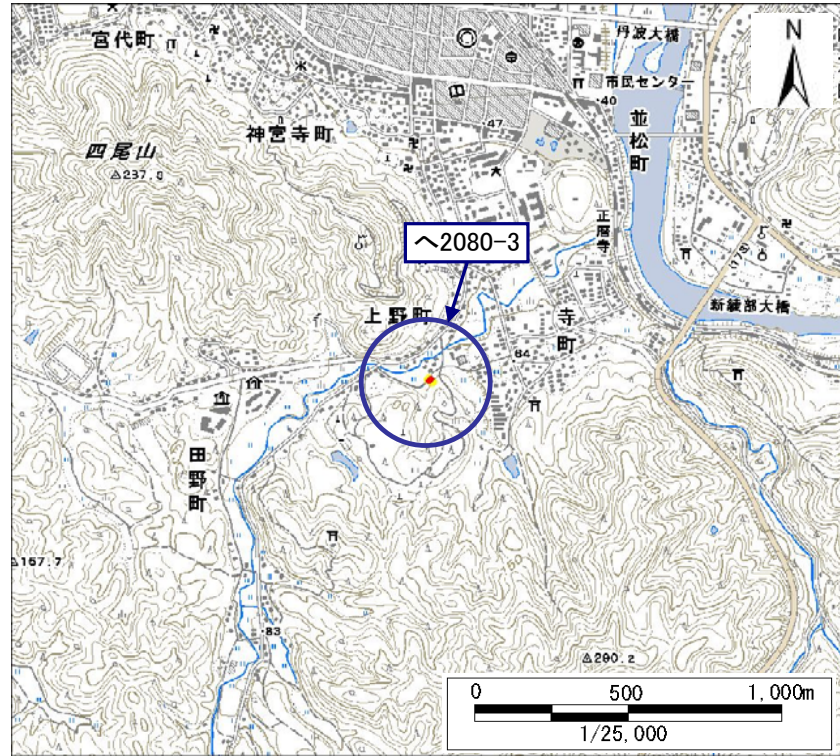 宮代町
丹波大橋
N
市民センター
·40
·47
並松町
神宮寺町
四尾山
△237.0
正暦寺
へ2080-3
(179)
新綾部大橋
上野町
寺町
84
田野町
△157.7
·83
△290.2
0 500 1,000m
1/25,000